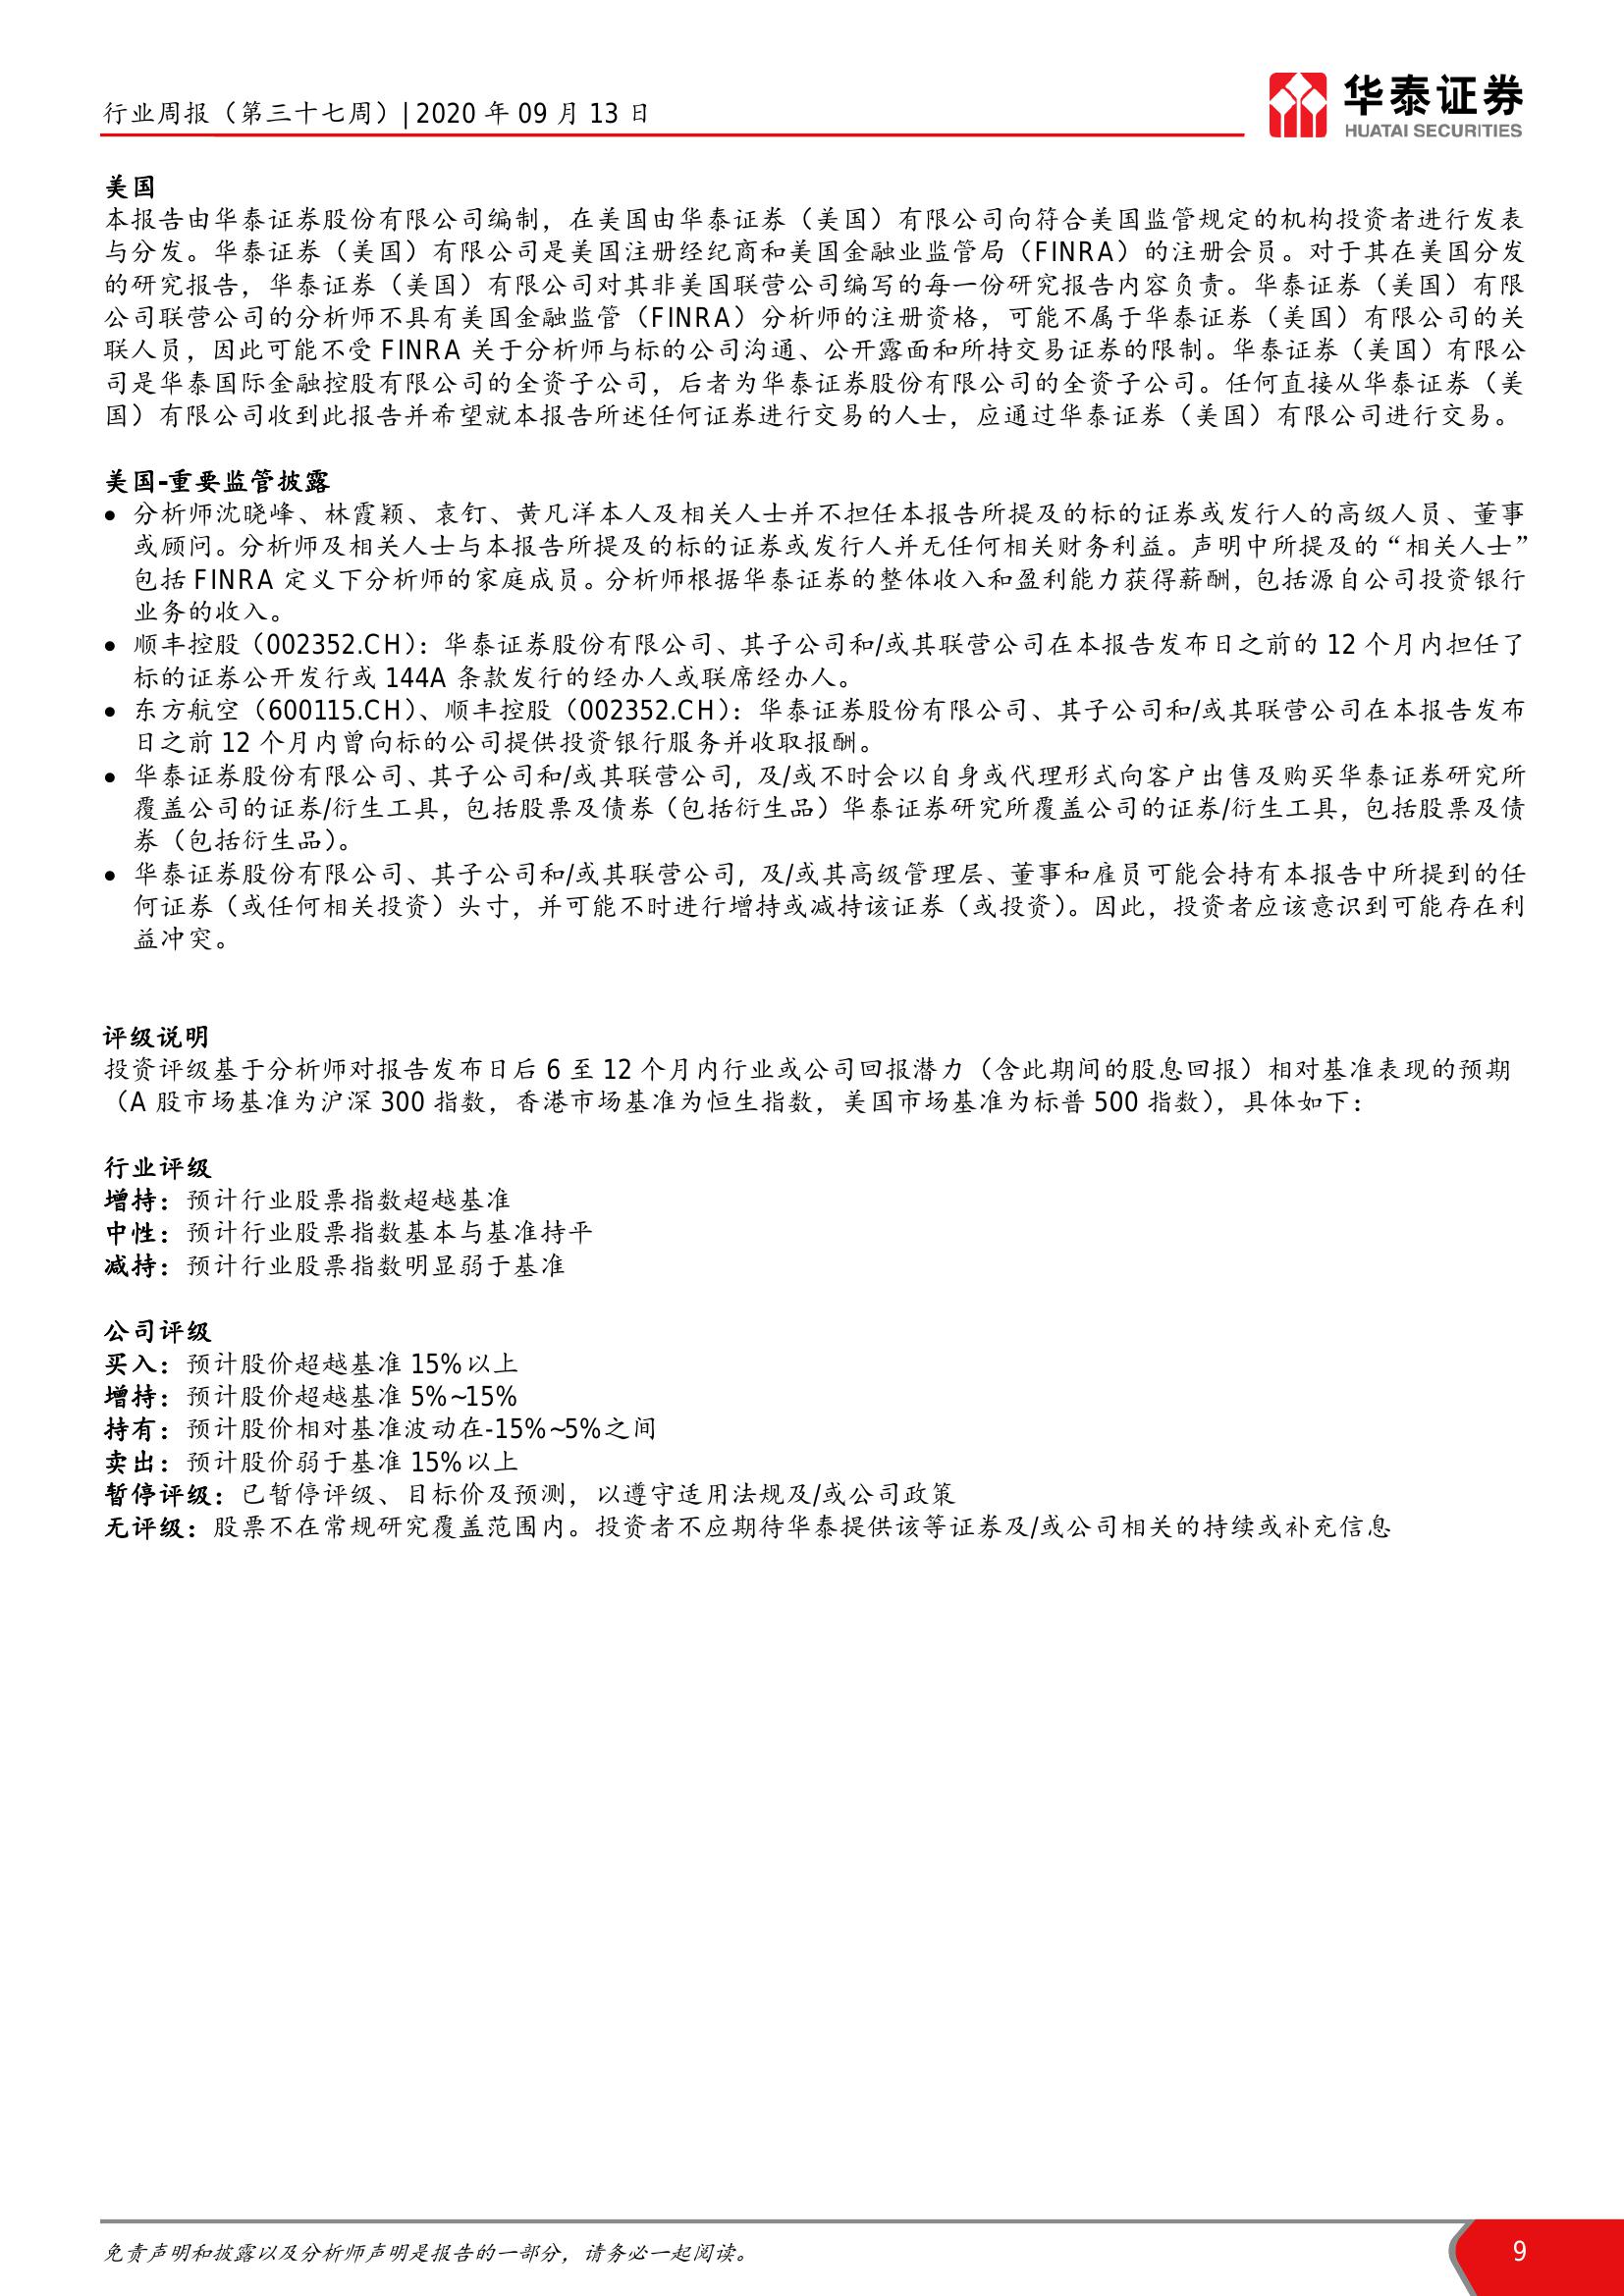 行业周报（第三十七周）| 2020 年 09 月 13 日
华泰证券
HUATAI SECURITIES
美国
本报告由华泰证券股份有限公司编制，在美国由华泰证券（美国）有限公司向符合美国监管规定的机构投资者进行发表
与分发。华泰证券（美国）有限公司是美国注册经纪商和美国金融业监管局（FINRA）的注册会员。对于其在美国分发
的研究报告，华泰证券（美国）有限公司对其非美国联营公司编写的每一份研究报告内容负责。华泰证券（美国）有限
公司联营公司的分析师不具有美国金融监管（FINRA）分析师的注册资格，可能不属于华泰证券（美国）有限公司的关
联人员，因此可能不受 FINRA 关于分析师与标的公司沟通、公开露面和所持交易证券的限制。华泰证券（美国）有限公
司是华泰国际金融控股有限公司的全资子公司，后者为华泰证券股份有限公司的全资子公司。任何直接从华泰证券（美
国）有限公司收到此报告并希望就本报告所述任何证券进行交易的人士，应通过华泰证券（美国）有限公司进行交易。
美国-重要监管披露
● 分析师沈晓峰、林霞颖、袁钉、黄凡洋本人及相关人士并不担任本报告所提及的标的证券或发行人的高级人员、董事
或顾问。分析师及相关人士与本报告所提及的标的证券或发行人并无任何相关财务利益。声明中所提及的“相关人士”
包括 FINRA 定义下分析师的家庭成员。分析师根据华泰证券的整体收入和盈利能力获得薪酬，包括源自公司投资银行
业务的收入。
● 顺丰控股（002352.CH）：华泰证券股份有限公司、其子公司和/或其联营公司在本报告发布日之前的 12 个月内担任了
标的证券公开发行或 144A 条款发行的经办人或联席经办人。
● 东方航空（600115.CH）、顺丰控股（002352.CH）：华泰证券股份有限公司、其子公司和/或其联营公司在本报告发布
日之前 12 个月内曾向标的公司提供投资银行服务并收取报酬。
● 华泰证券股份有限公司、其子公司和/或其联营公司, 及/或不时会以自身或代理形式向客户出售及购买华泰证券研究所
覆盖公司的证券/衍生工具，包括股票及债券（包括衍生品）华泰证券研究所覆盖公司的证券/衍生工具，包括股票及债
券（包括衍生品）。
● 华泰证券股份有限公司、其子公司和/或其联营公司, 及/或其高级管理层、董事和雇员可能会持有本报告中所提到的任
何证券（或任何相关投资）头寸，并可能不时进行增持或减持该证券（或投资）。因此，投资者应该意识到可能存在利
益冲突。
评级说明
投资评级基于分析师对报告发布日后 6 至 12 个月内行业或公司回报潜力（含此期间的股息回报）相对基准表现的预期
（A 股市场基准为沪深 300 指数，香港市场基准为恒生指数，美国市场基准为标普 500 指数），具体如下：
行业评级
增持：预计行业股票指数超越基准
中性：预计行业股票指数基本与基准持平
减持：预计行业股票指数明显弱于基准
公司评级
买入：预计股价超越基准 15%以上
增持：预计股价超越基准 5%~15%
持有：预计股价相对基准波动在-15%~5%之间
卖出：预计股价弱于基准 15%以上
暂停评级：已暂停评级、目标价及预测，以遵守适用法规及/或公司政策
无评级：股票不在常规研究覆盖范围内。投资者不应期待华泰提供该等证券及/或公司相关的持续或补充信息
免责声明和披露以及分析师声明是报告的一部分，请务必一起阅读。
9